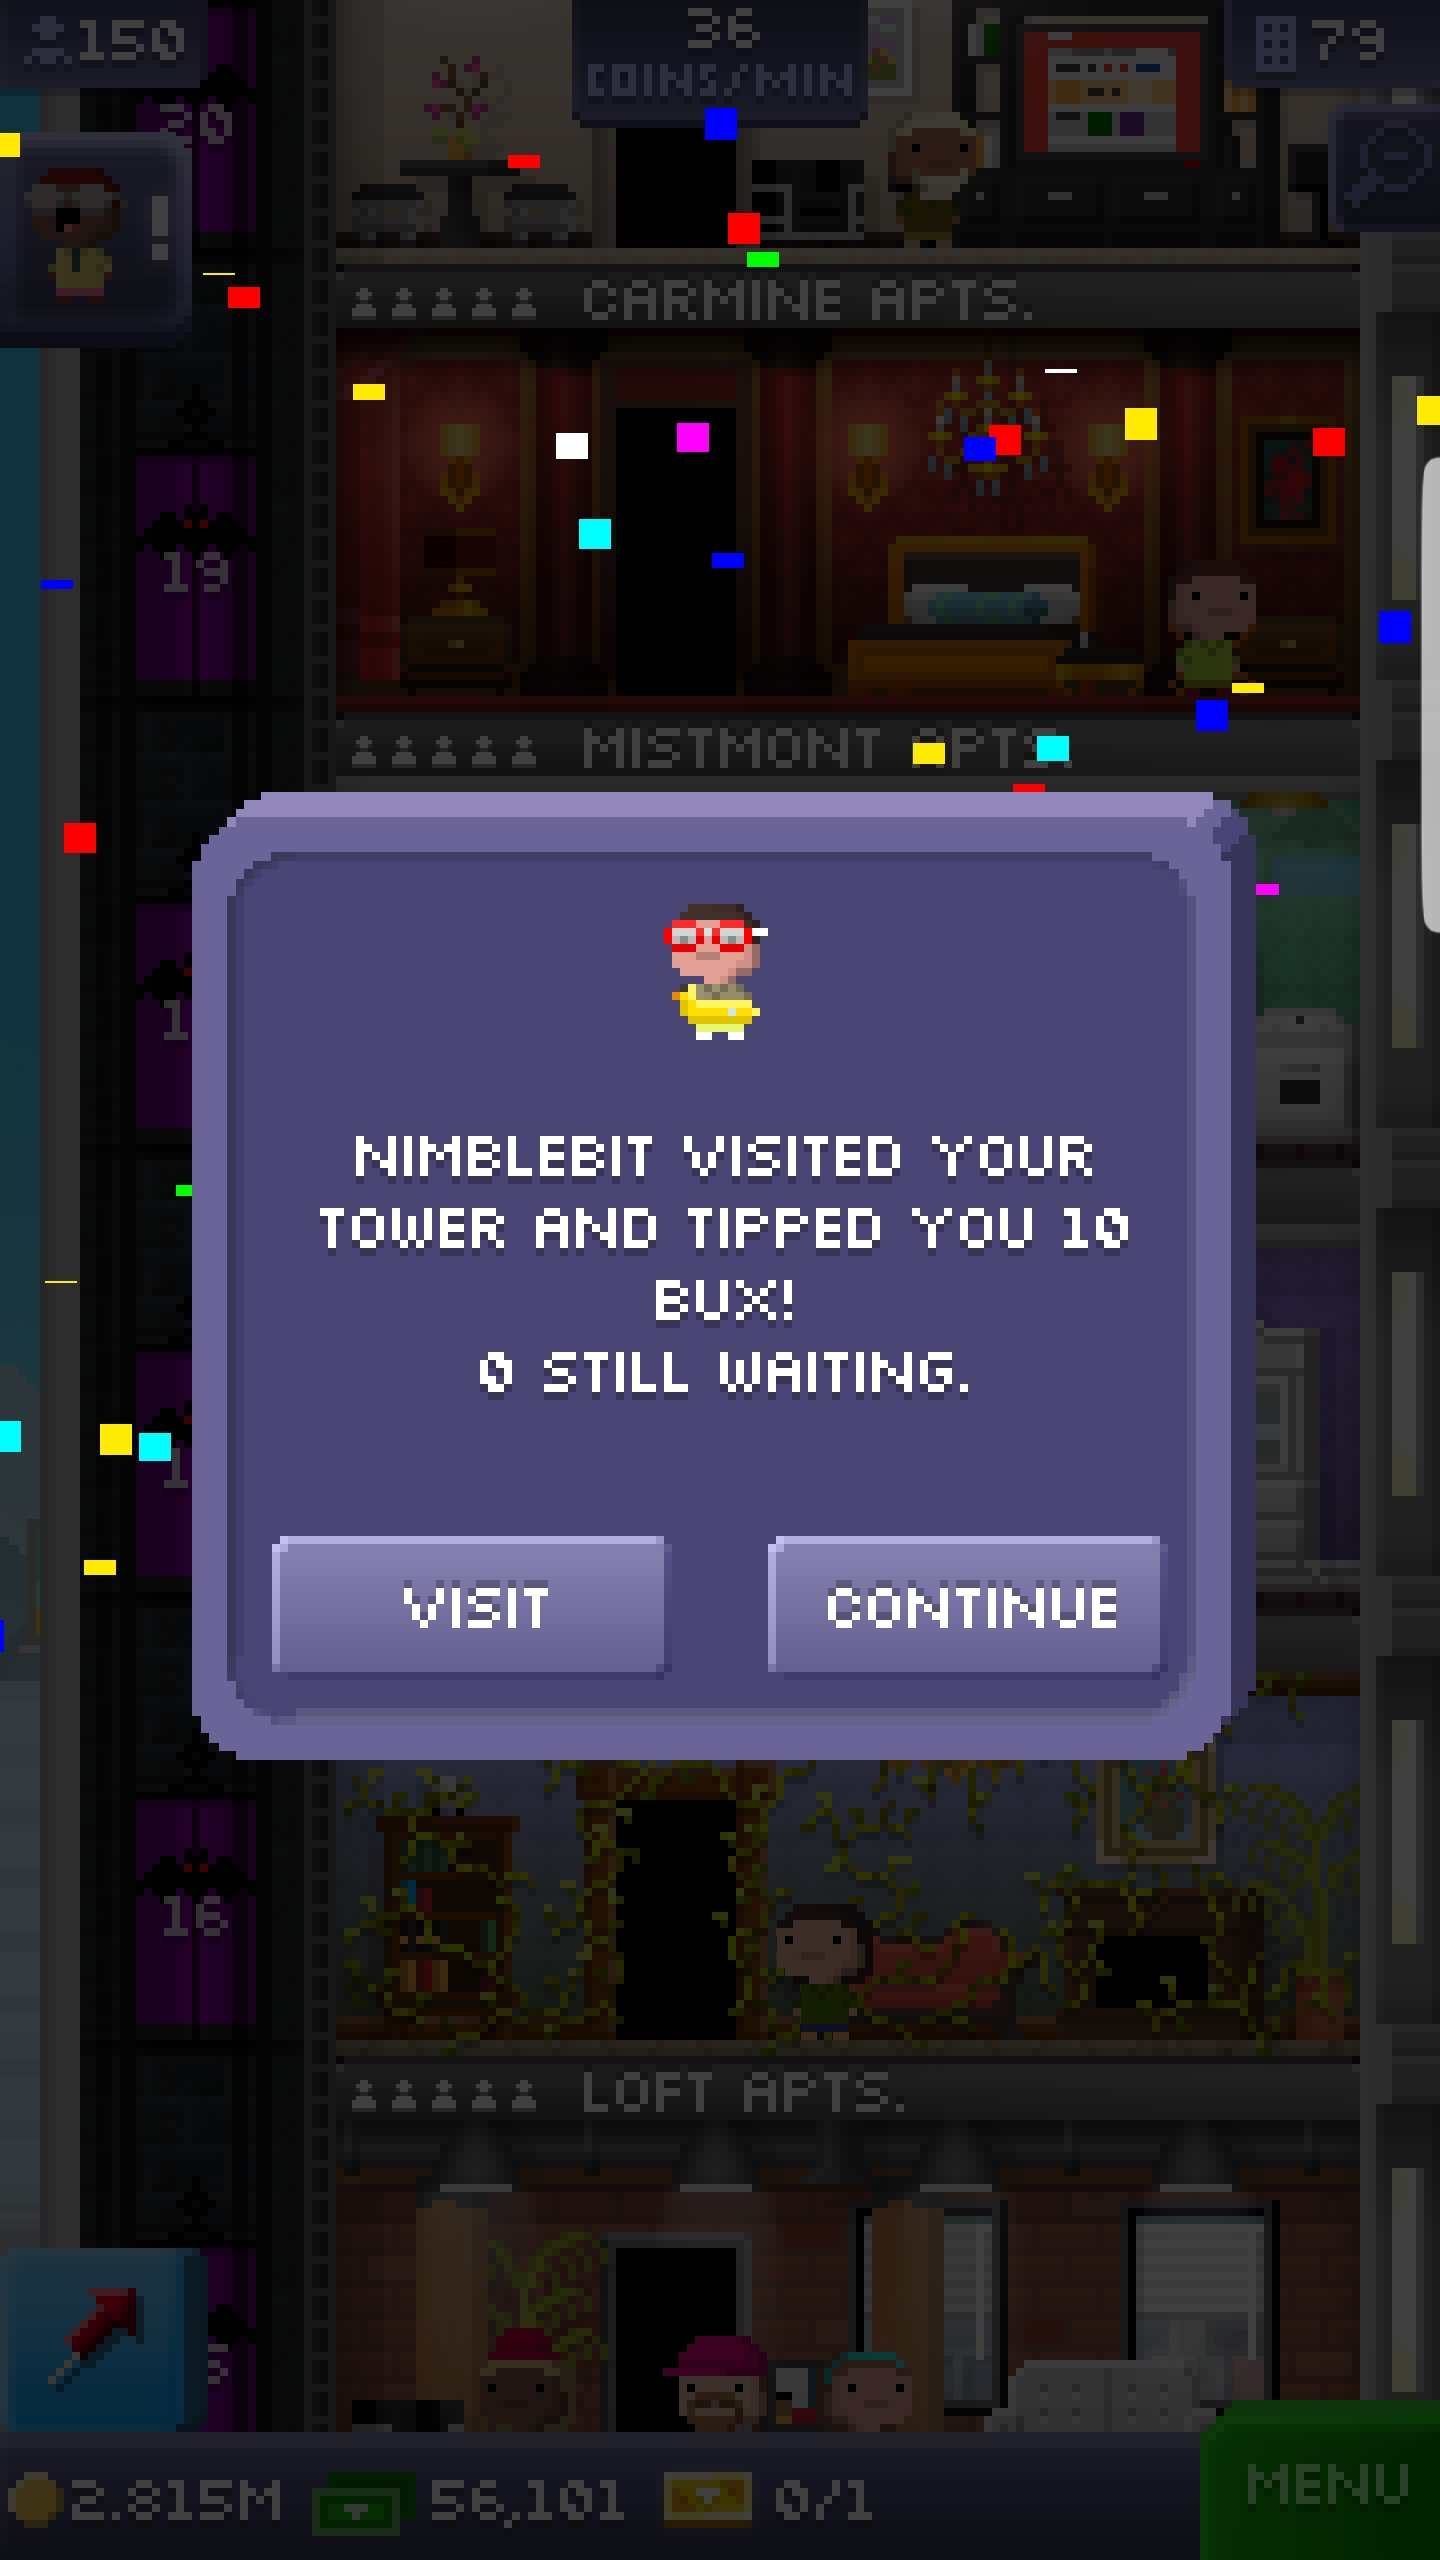 150
36
COINS/MIN
79
20
!
CARMINE APTS.
19
MISTMONT APTS.
NIMBLEBIT VISITED YOUR
TOWER AND TIPPED YOU 10
BUX!
0 STILL WAITING.
VISIT
CONTINUE
16
LOFT APTS.
2.815M
56,101
0/1
MENU